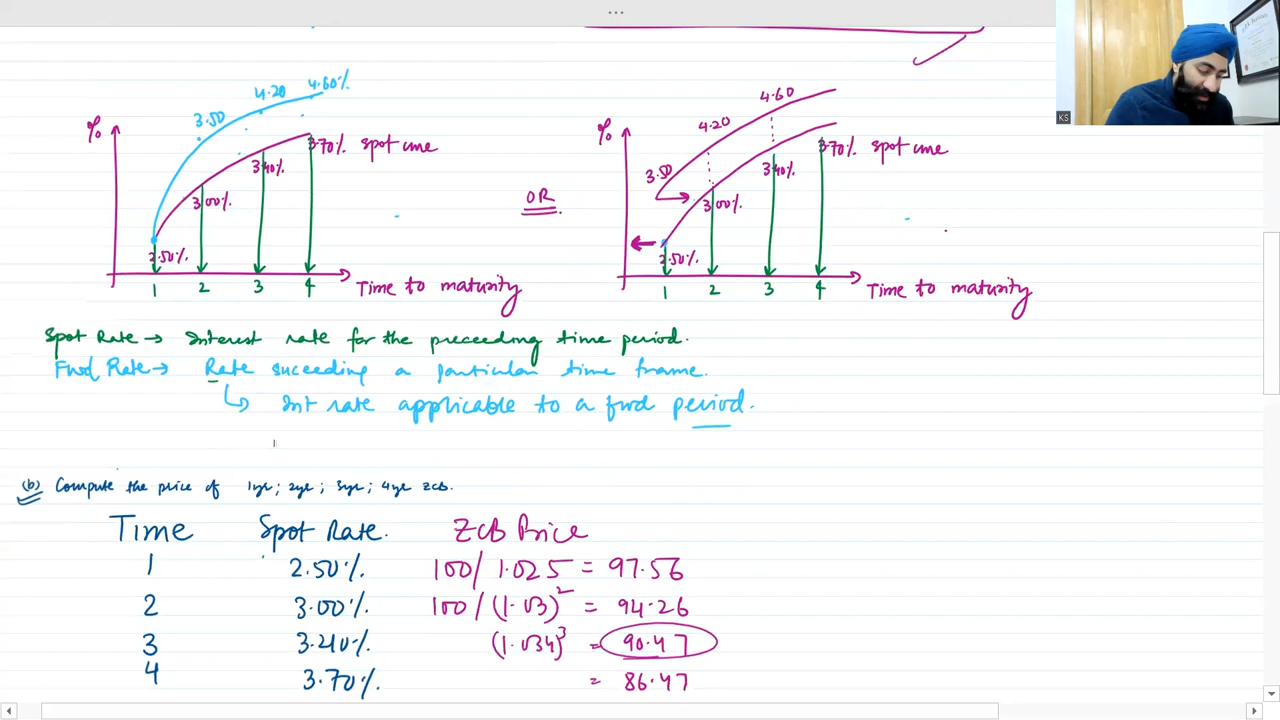 3.50 4.20 4.60%
%
3.70% spot curve
3.40%
3.00%
2.50%
1 2 3 4 Time to maturity
OR
3.50 4.20 4.60
%
3.70% spot curve
3.40%
3.00%
2.50%
1 2 3 4 Time to maturity
KS
Spot Rate → Interest rate for the preceeding time period.
Fwd Rate → Rate suceeding a particular time frame.
Int rate applicable to a fwd period.
(b) Compute the price of 1yr; 2yr; 3yr; 4yr zcb.
Time Spot Rate. ZCB Price
1 2.50% 100/1.025 = 97.56
2 3.00% 100/(1.03)² = 94.26
3 3.40% (1.034)³ = 90.47
4 3.70% = 86.47